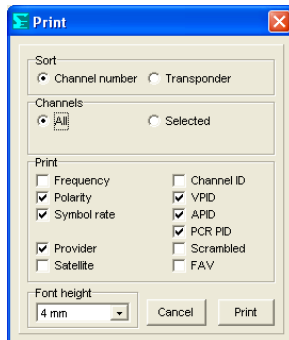 Print
Sort
Channel number Transponder
Channels
All Selected
Print
Frequency Channel ID
Polarity VPID
Symbol rate APID
PCR PID
Provider Scrambled
Satellite FAV
Font height
4 mm Cancel Print